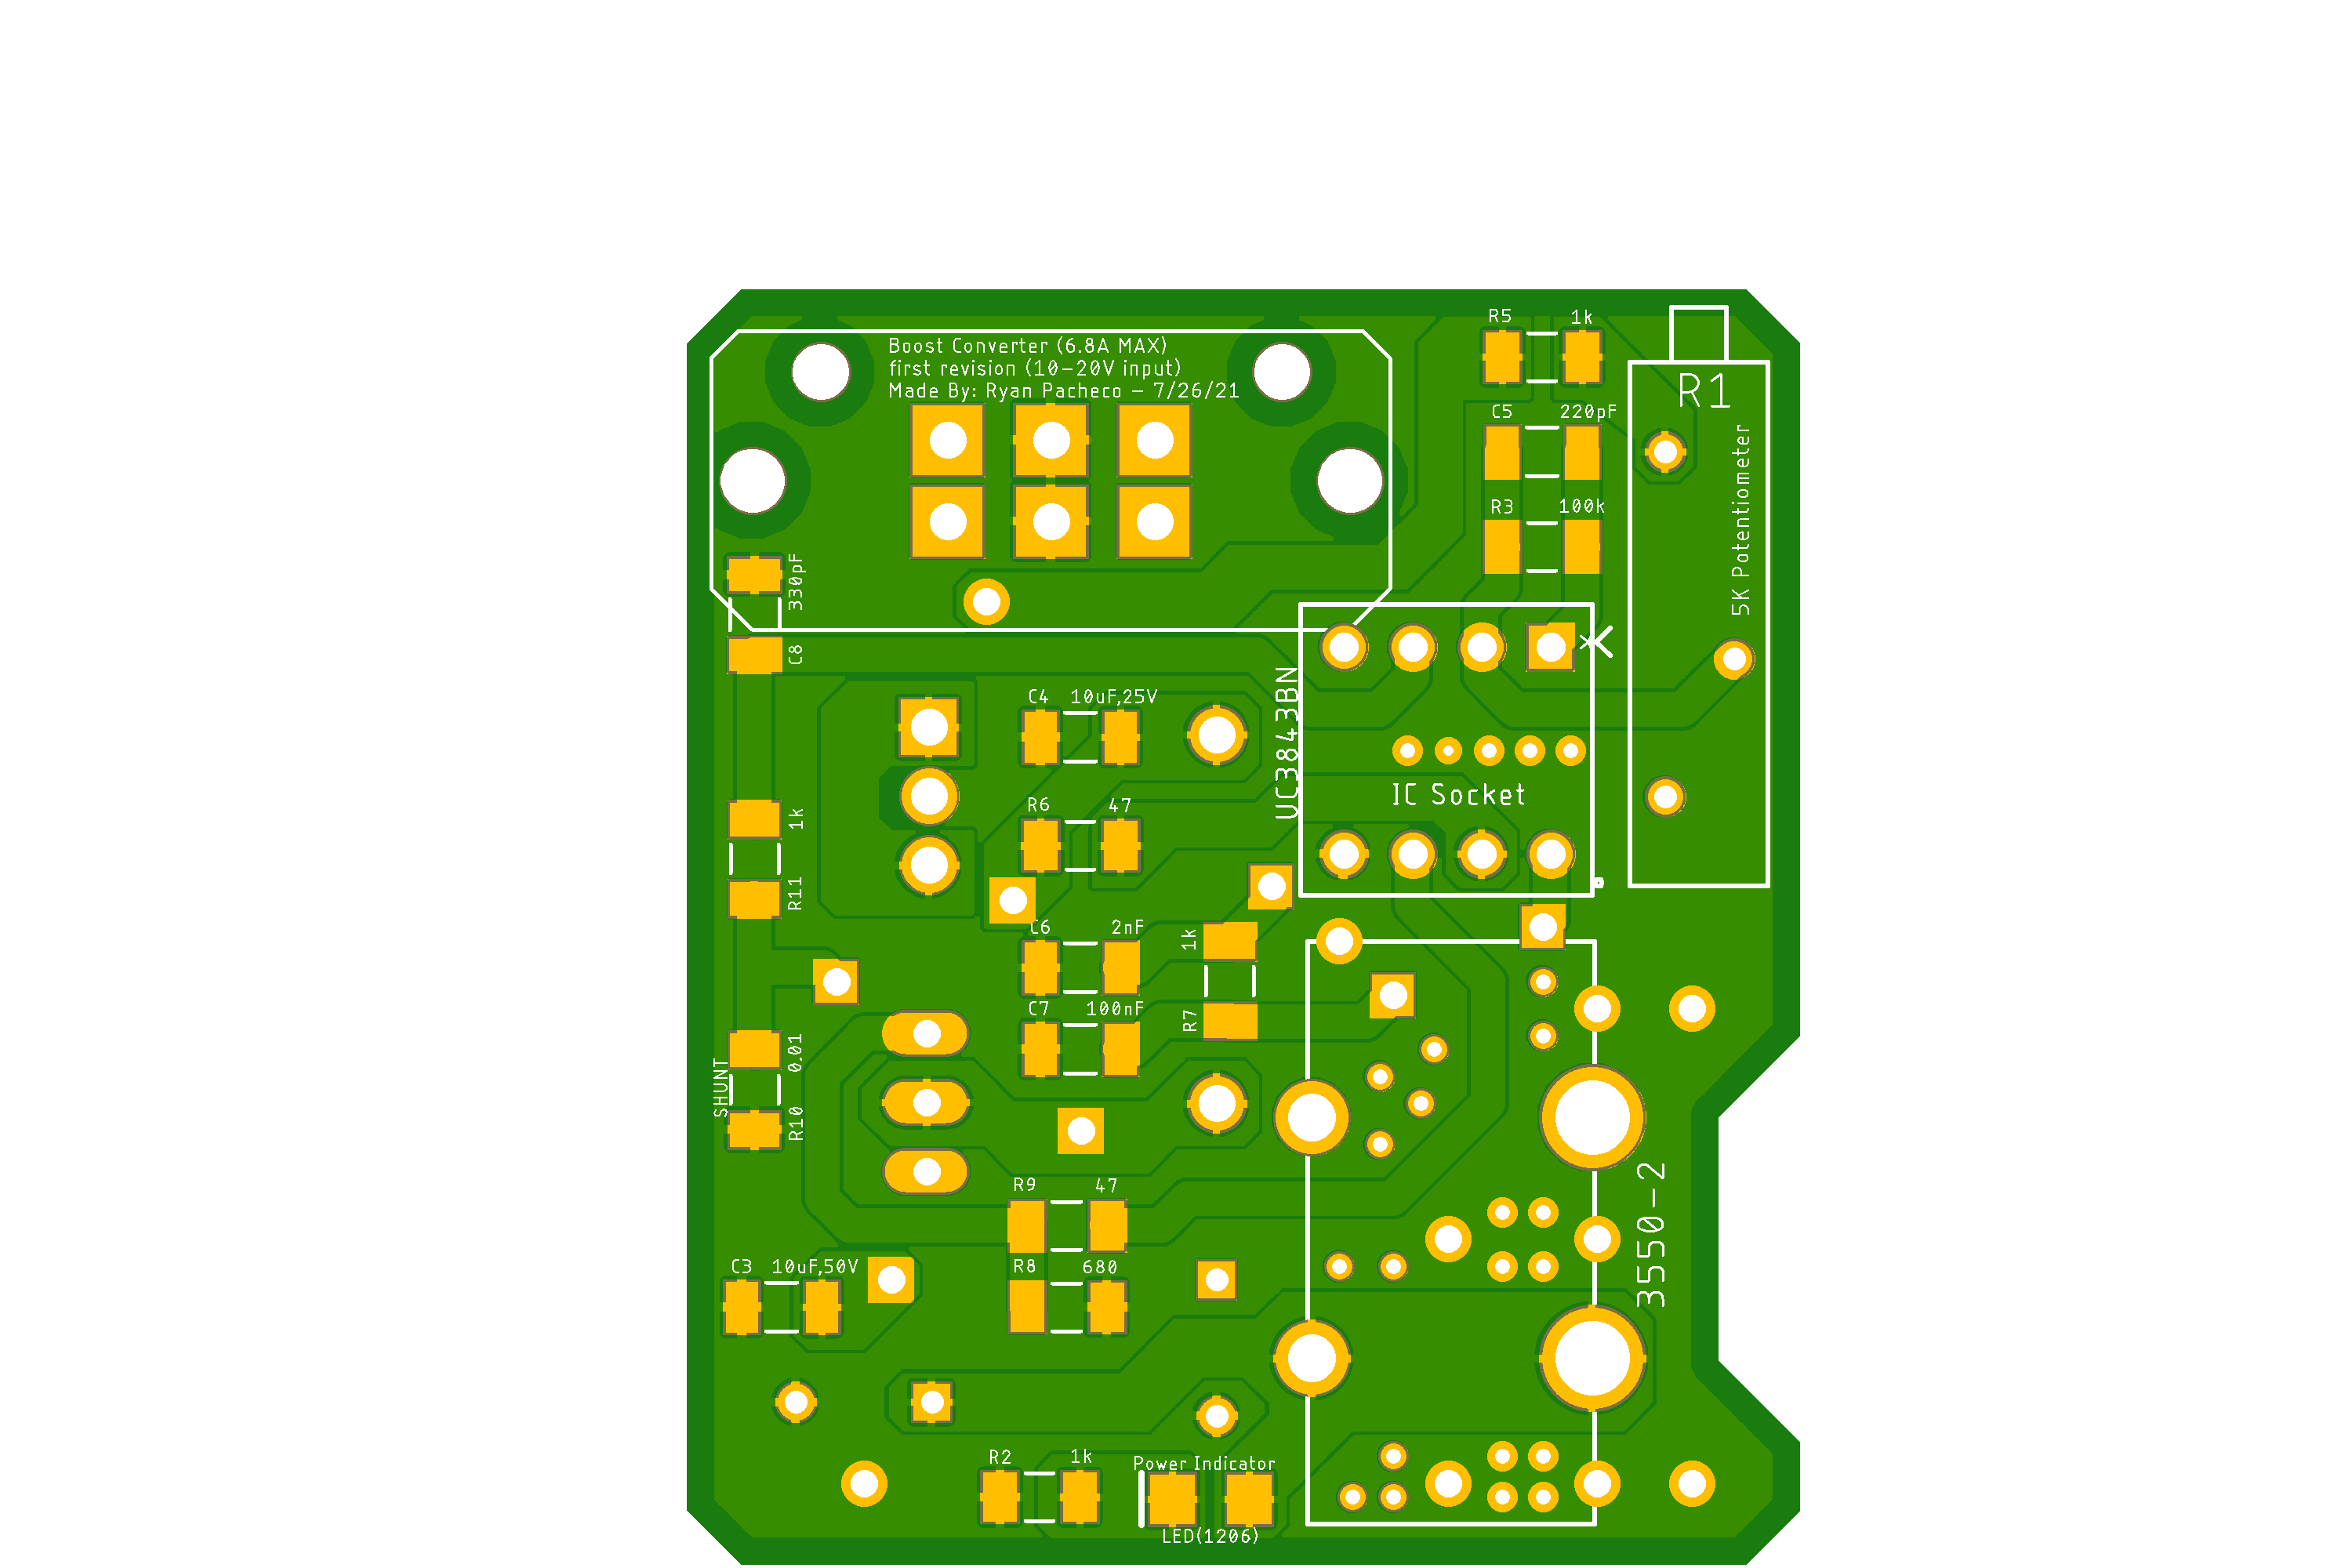 Boost Converter (6.8A MAX)
first revision (10-20V input)
Made By: Ryan Pacheco - 7/26/21
R5 1k
R1
C5 220pF
5K Potentiometer
R3 100k
330pF
C8
UC3843BN
C4 10uF,25V
IC Socket
R6 47
1k
R11
C6 2nF
1k
C7 100nF
R7
0.01
SHUNT
R10
R9 47
3550-2
R8 680
C3 10uF,50V
R2 1k
Power Indicator
LED(1206)